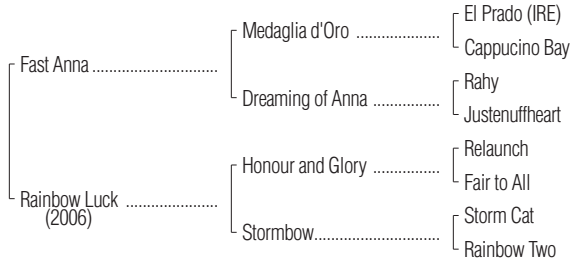 El Prado (IRE)
Medaglia d'Oro ..................
Cappucino Bay
Fast Anna ...........................
Rahy
Dreaming of Anna ..............
Justenuffheart
Relaunch
Honour and Glory ..............
Fair to All
Rainbow Luck ....................
(2006)
Storm Cat
Stormbow...........................
Rainbow Two